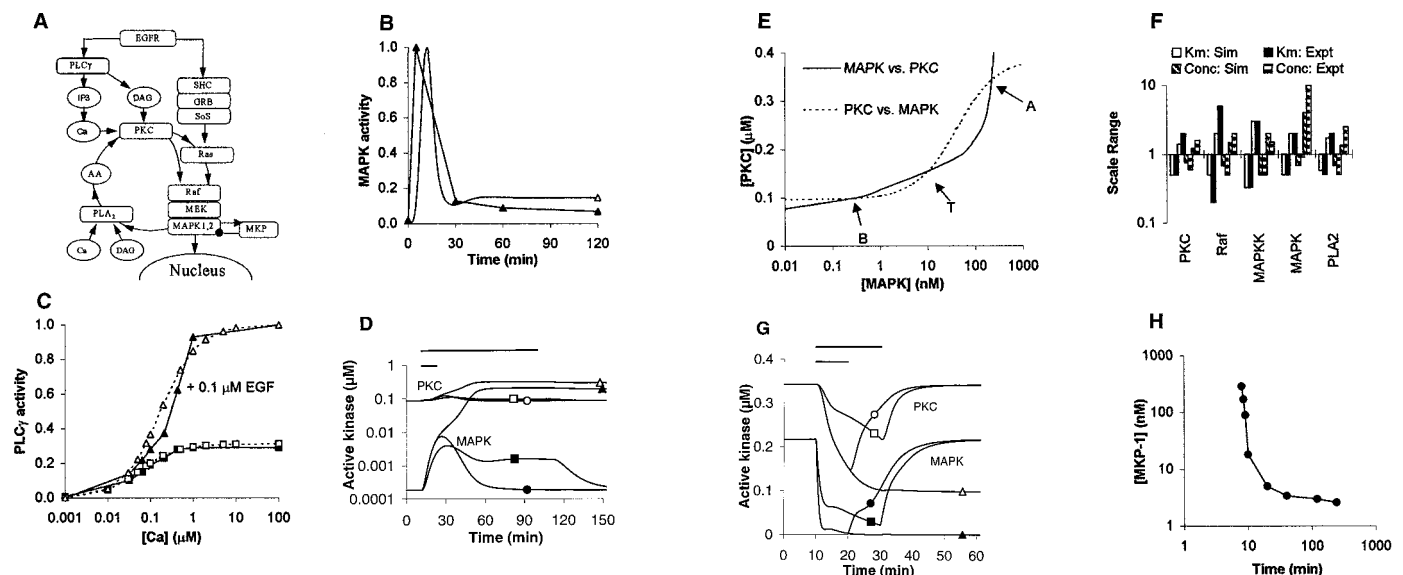 A
EGFR
PLCγ
IP3
DAG
SHC
GRB
SoS
Ca
PKC
Ras
AA
Raf
MEK
MAPK1,2
PLA2
MKP
Ca
DAG
Nucleus
B
MAPK activity
1.0
0.8
0.6
0.4
0.2
0.0
0
30
60
90
120
Time (min)
C
PLCγ activity
1.0
0.8
0.6
0.4
0.2
0.0
+ 0.1 μM EGF
0.001
0.01
0.1
1
10
100
[Ca] (μM)
D
Active kinase (μM)
1
0.1
0.01
0.001
0.0001
PKC
MAPK
0
30
60
90
120
150
Time (min)
E
[PKC] (μM)
0.4
0.3
0.2
0.1
0
MAPK vs. PKC
PKC vs. MAPK
A
T
B
0.01
0.1
1
10
100
1000
[MAPK] (nM)
F
Km: Sim
Km: Expt
Conc: Sim
Conc: Expt
Scale Range
10
1
0.1
PKC
Raf
MAPKK
MAPK
PLA2
G
Active kinase (μM)
0.4
0.3
0.2
0.1
0
PKC
MAPK
0
10
20
30
40
50
60
Time (min)
H
[MKP-1] (nM)
1000
100
10
1
1
10
100
1000
Time (min)